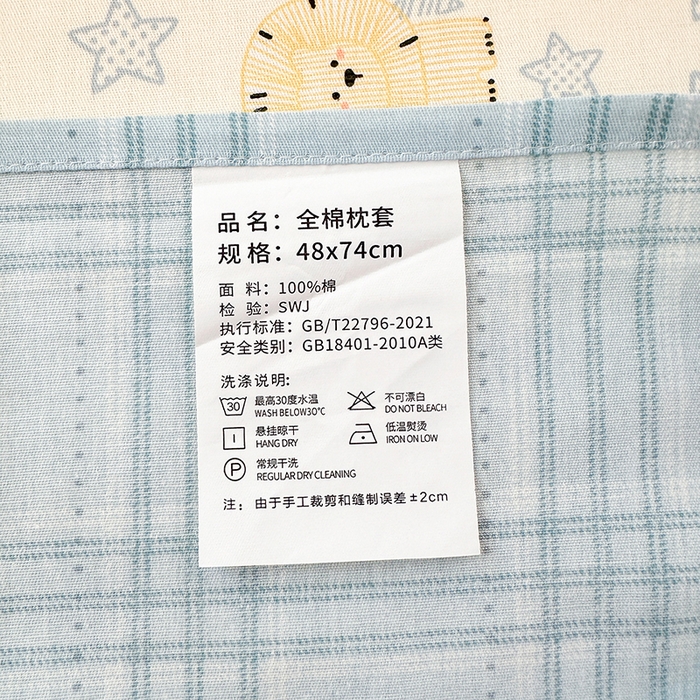 品名：全棉枕套
规格：48x74cm
面料：100%棉
检验：SWJ
执行标准：GB/T22796-2021
安全类别：GB18401-2010A类
洗涤说明:
30 最高30度水温 不可漂白
WASH BELOW30°C DO NOT BLEACH
悬挂晾干 低温熨烫
HANG DRY IRON ON LOW
P 常规干洗
REGULAR DRY CLEANING
注：由于手工裁剪和缝制误差±2cm